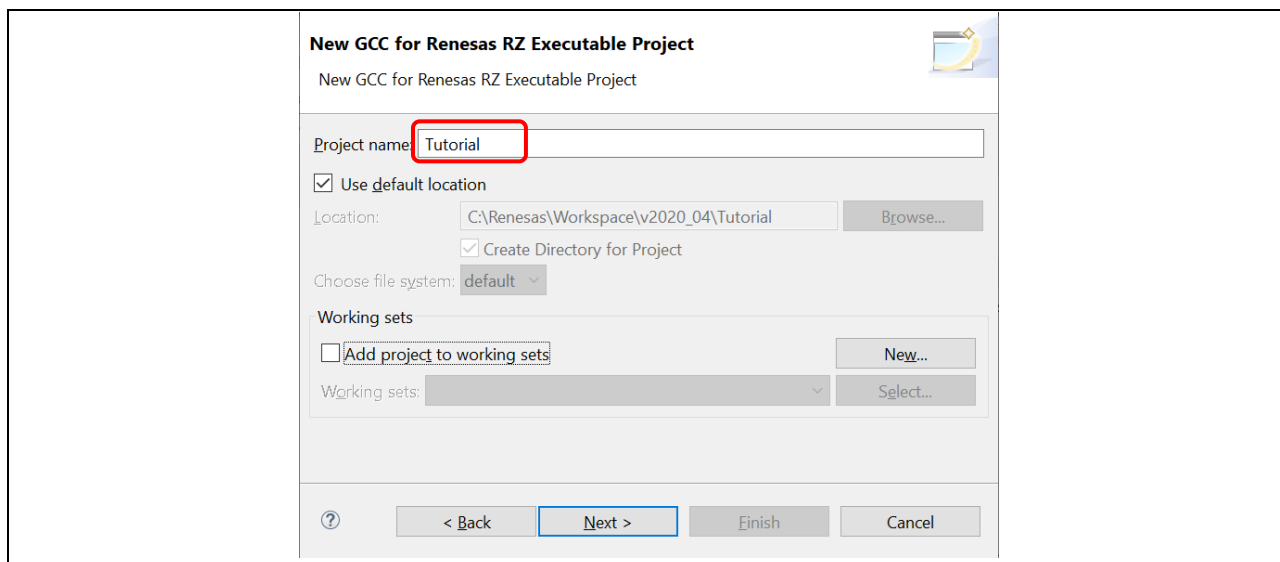 New GCC for Renesas RZ Executable Project
New GCC for Renesas RZ Executable Project
Project name: Tutorial
Use default location
Location: C:\Renesas\Workspace\v2020_04\Tutorial Browse...
Create Directory for Project
Choose file system: default
Working sets
Add project to working sets New...
Working sets: Select...
? < Back Next > Finish Cancel